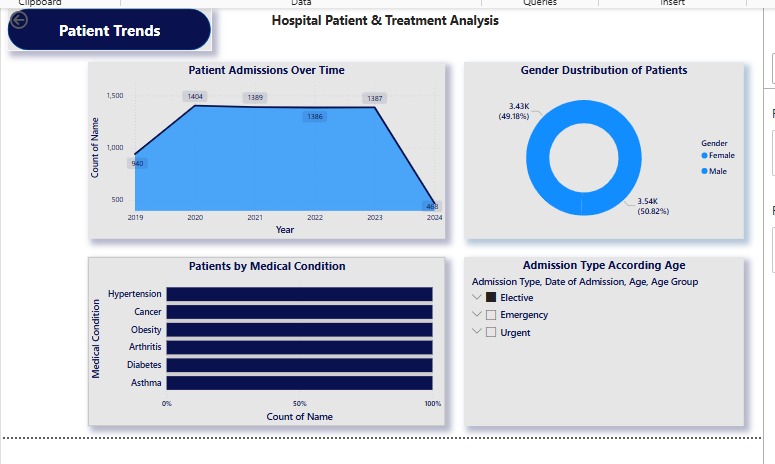 Clipboard
Data
Queries
Insert
Patient Trends
Hospital Patient & Treatment Analysis
Patient Admissions Over Time
Count of Name
1,500
1,000
500
940
1404
1389
1386
1387
468
2019
2020
2021
2022
2023
2024
Year
Gender Dustribution of Patients
3.43K
(49.18%)
3.54K
(50.82%)
Gender
Female
Male
Patients by Medical Condition
Medical Condition
Hypertension
Cancer
Obesity
Arthritis
Diabetes
Asthma
0%
50%
100%
Count of Name
Admission Type According Age
Admission Type, Date of Admission, Age, Age Group
Elective
Emergency
Urgent